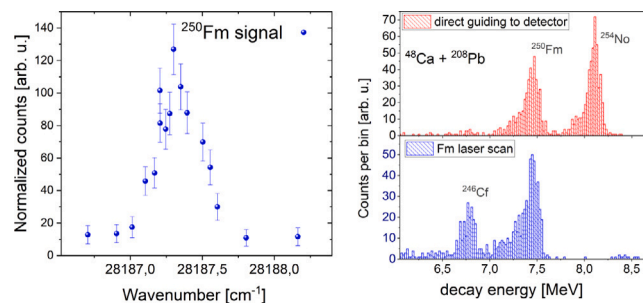 ²⁵⁰Fm signal
Normalized counts [arb. u.]
140
120
100
80
60
40
20
0
28187,0 28187,5 28188,0
Wavenumber [cm⁻¹]
direct guiding to detector
²⁵⁰Fm
²⁵⁴No
⁴⁸Ca + ²⁰⁸Pb
70
60
50
40
30
20
10
Counts per bin [arb. u.]
Fm laser scan
²⁴⁶Cf
50
40
30
20
10
0
6,5 7,0 7,5 8,0 8,5
decay energy [MeV]